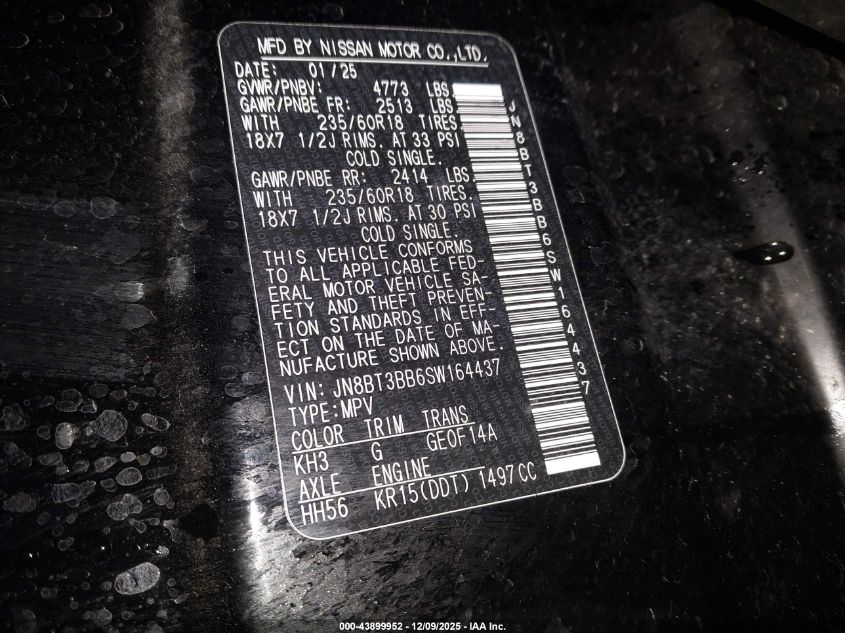 MFD BY NISSAN MOTOR CO.,LTD.
DATE: 01/25
GVWR/PNBV: 4773 LBS
GAWR/PNBE FR: 2513 LBS
WITH 235/60R18 TIRES.
18X7 1/2J RIMS. AT 33 PSI
COLD SINGLE.
GAWR/PNBE RR: 2414 LBS
WITH 235/60R18 TIRES.
18X7 1/2J RIMS. AT 30 PSI
COLD SINGLE.
THIS VEHICLE CONFORMS
TO ALL APPLICABLE FED-
ERAL MOTOR VEHICLE SA-
FETY AND THEFT PREVEN-
TION STANDARDS IN EFF-
ECT ON THE DATE OF MA-
NUFACTURE SHOWN ABOVE.
VIN: JN8BT3BB6SW164437
TYPE:MPV
COLOR TRIM TRANS
KH3 G GE0F14A
AXLE ENGINE
HH56 KR15(DDT) 1497CC
JN8BT3BB6SW164437
000-43899952 - 12/09/2025 - IAA Inc.